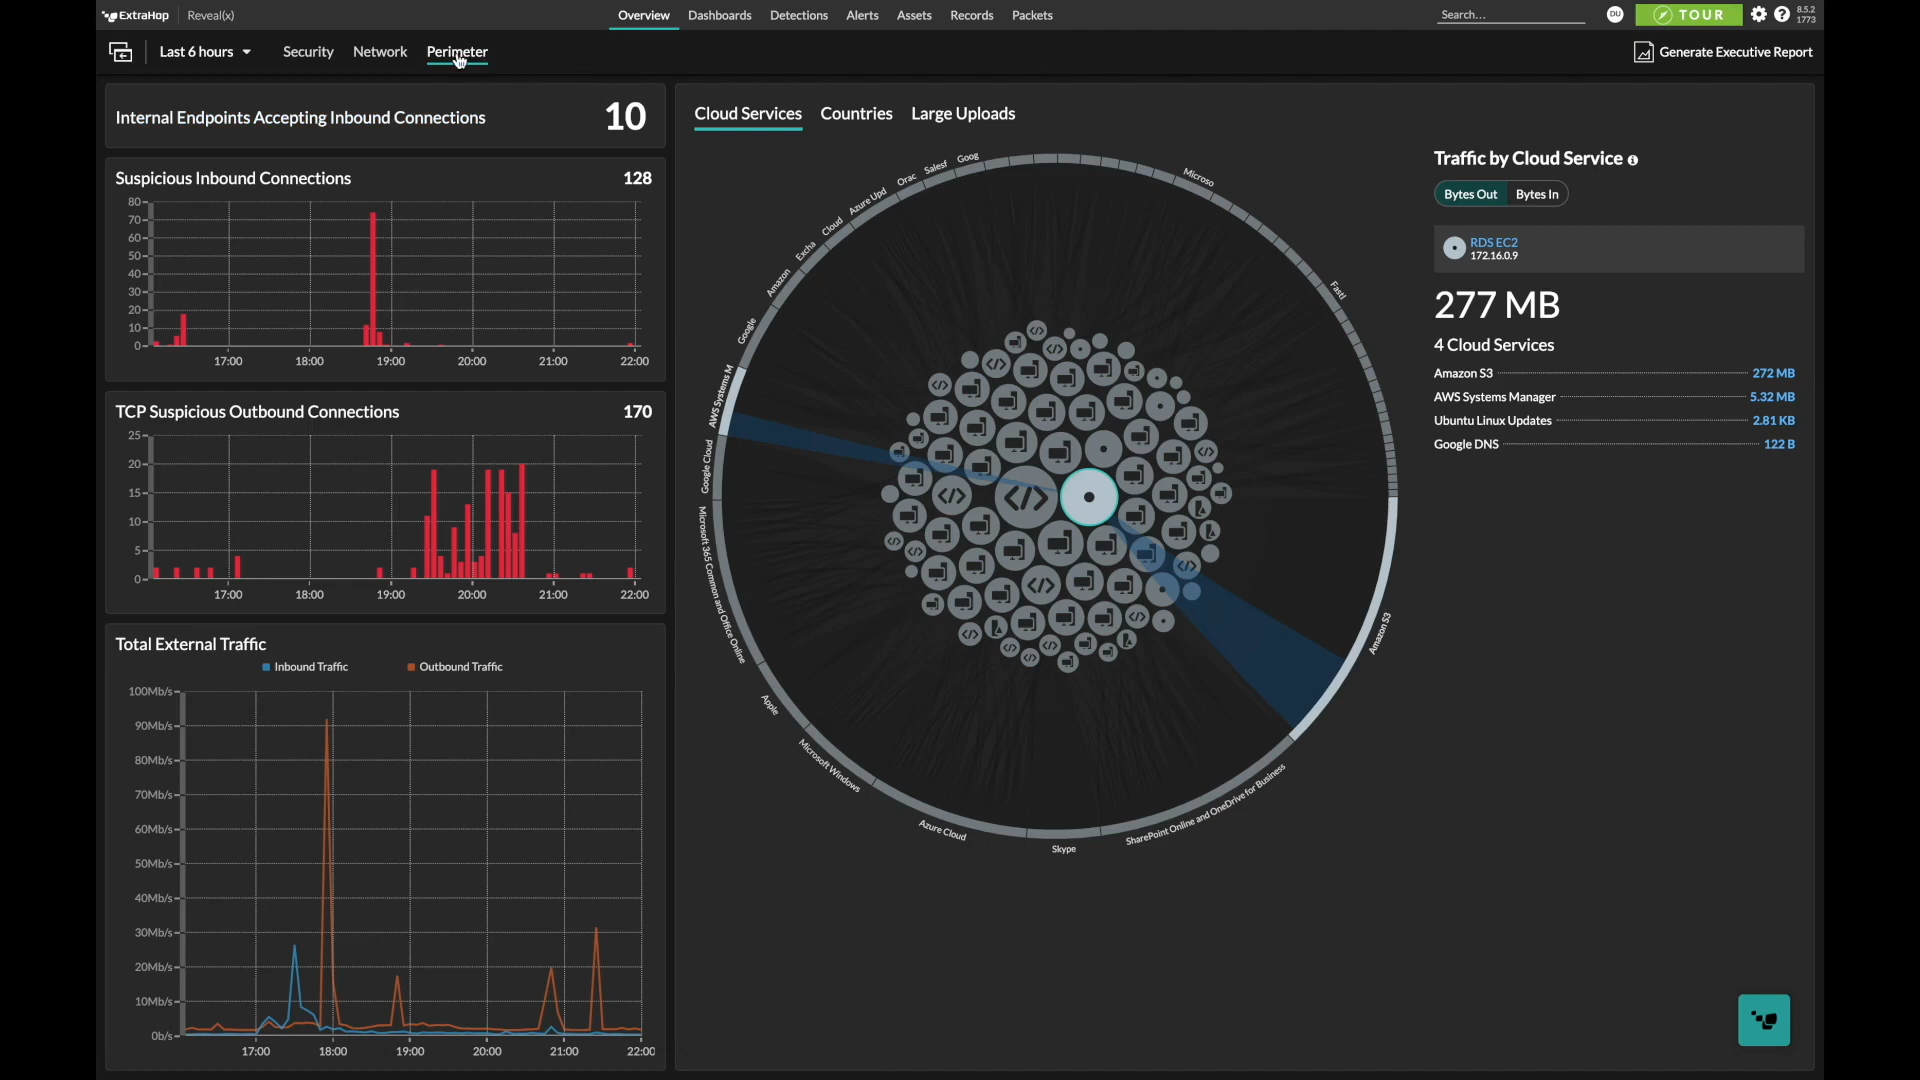 ExtraHop Reveal(x) Overview Dashboards Detections Alerts Assets Records Packets Search... DU TOUR 8.5.2
1773
Last 6 hours Security Network Perimeter Generate Executive Report
Internal Endpoints Accepting Inbound Connections 10
Suspicious Inbound Connections 128
80
70
60
50
40
30
20
10
0
17:00 18:00 19:00 20:00 21:00 22:00
TCP Suspicious Outbound Connections 170
25
20
15
10
5
0
17:00 18:00 19:00 20:00 21:00 22:00
Total External Traffic
Inbound Traffic Outbound Traffic
100Mb/s
90Mb/s
80Mb/s
70Mb/s
60Mb/s
50Mb/s
40Mb/s
30Mb/s
20Mb/s
10Mb/s
0b/s
17:00 18:00 19:00 20:00 21:00 22:00
Cloud Services Countries Large Uploads
Goog
Salesf
Orac
Azure Upd
Cloud
Excha
Amazon
Google
AWS Systems M
Google Cloud
Microsoft 365 Common and Office Online
Apple
Microsoft Windows
Azure Cloud
Skype
SharePoint Online and OneDrive for Business
Amazon S3
Fastl
Microso
Traffic by Cloud Service
Bytes Out Bytes In
RDS EC2
172.16.0.9
277 MB
4 Cloud Services
Amazon S3 272 MB
AWS Systems Manager 5.32 MB
Ubuntu Linux Updates 2.81 KB
Google DNS 122 B